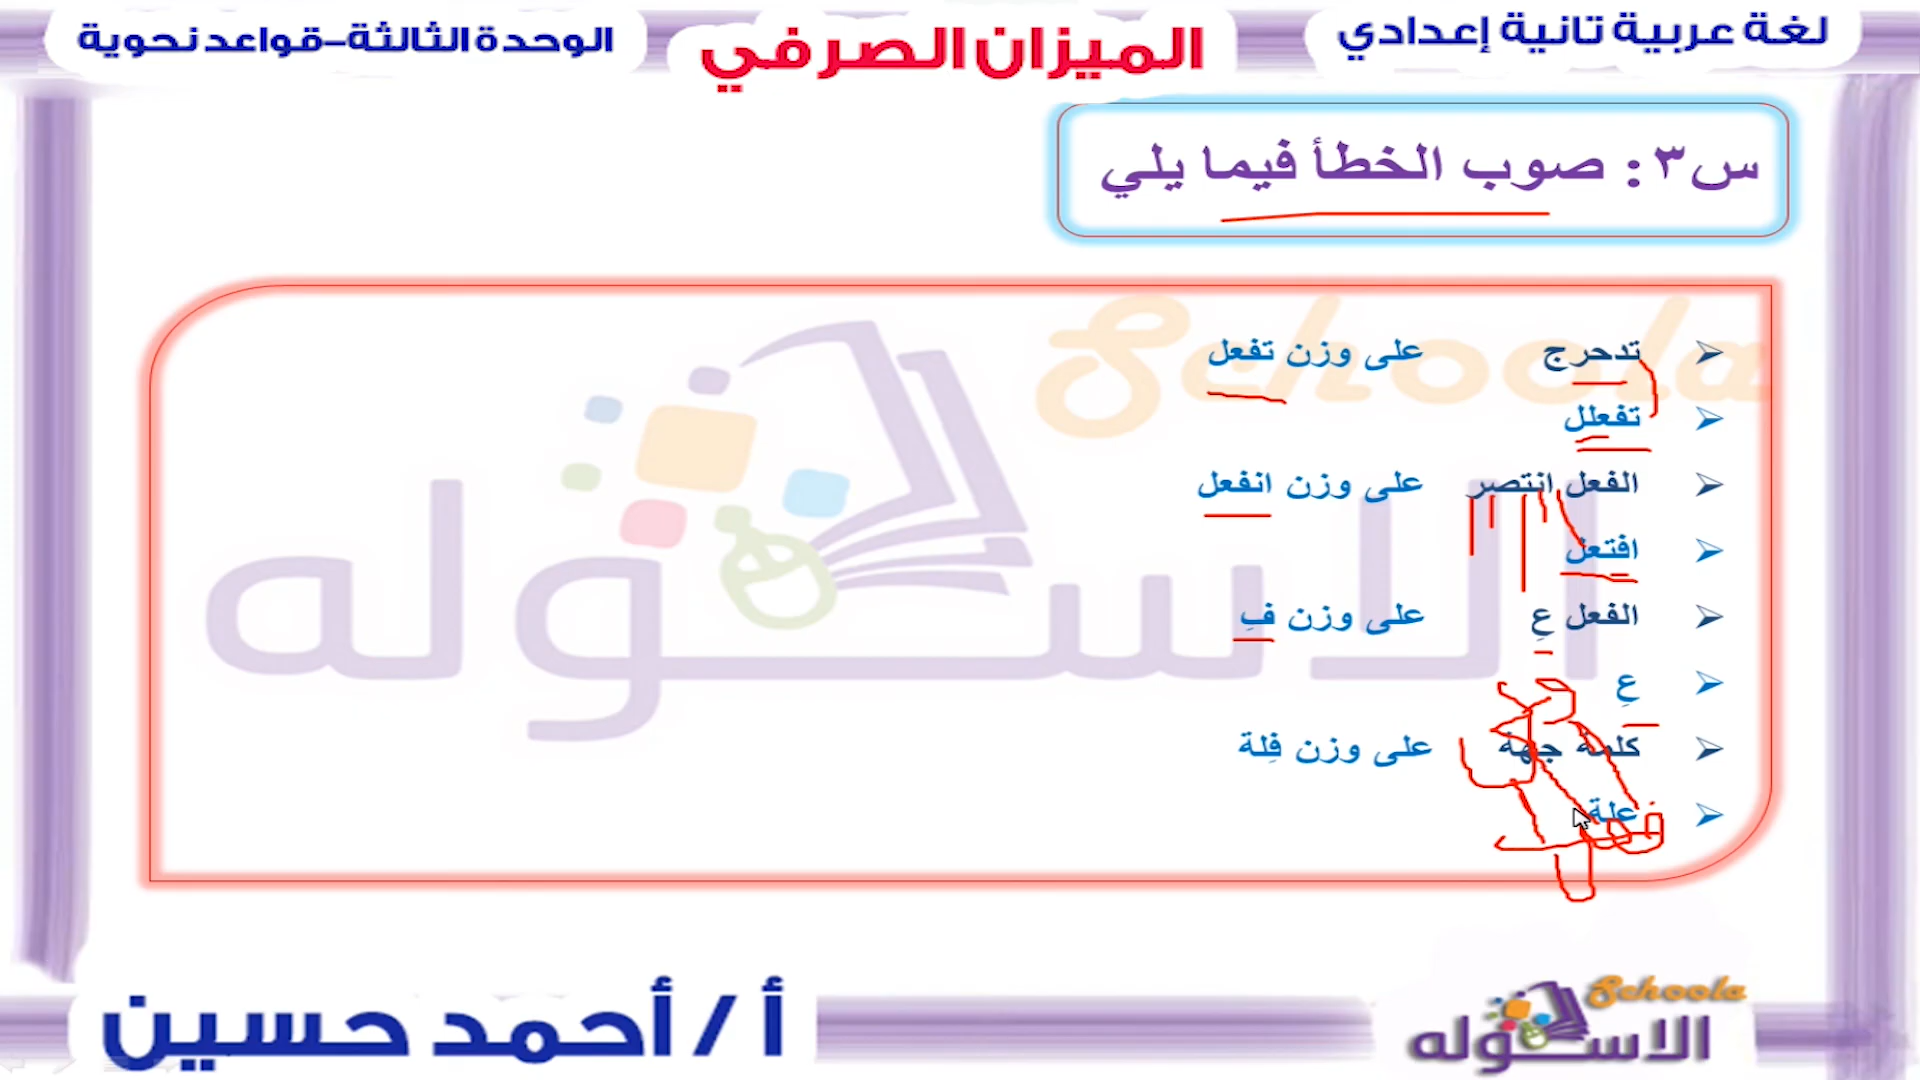 لغة عربية تانية إعدادي
الميزان الصرفي
الوحدة الثالثة-قواعد نحوية
س٣: صوب الخطأ فيما يلي
تدحرج على وزن تفعل
تفعلل
الفعل انتصر على وزن انفعل
افتعل
الفعل عِ على وزن فِ
عِ
كلمة جهة على وزن فِلة
علة
أ / أحمد حسين
Schoola
الاسكوله